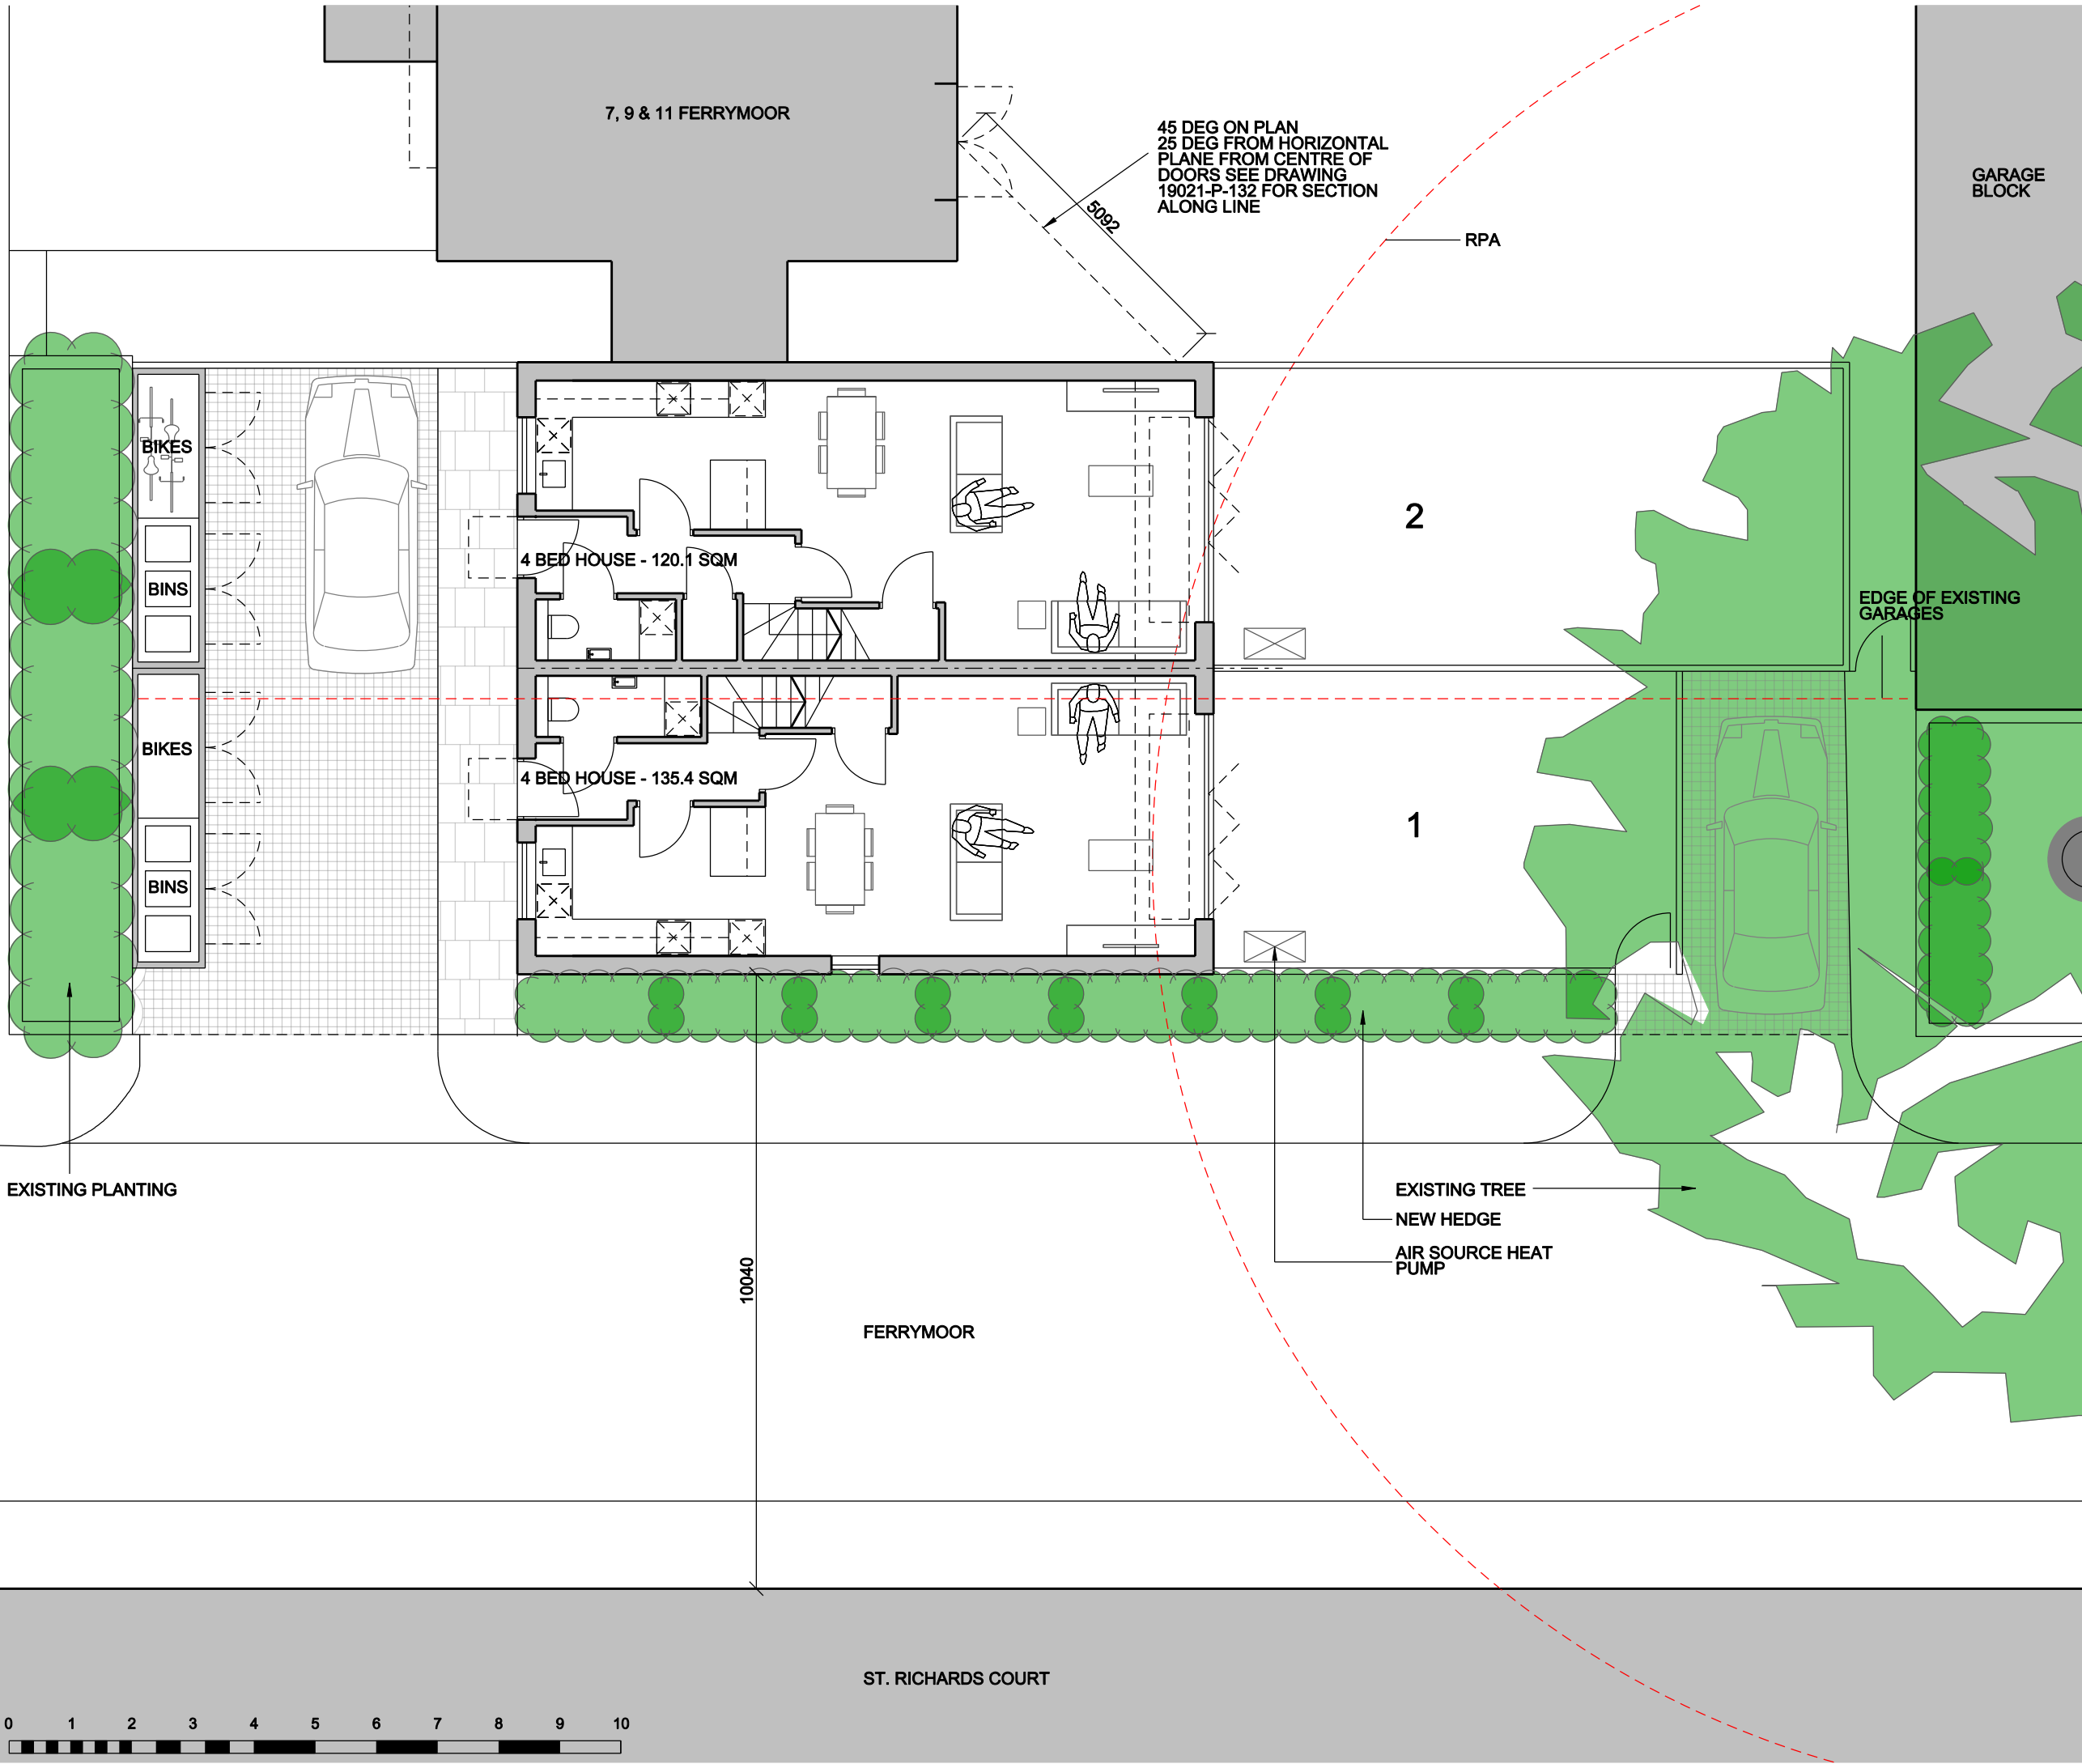 7, 9 & 11 FERRYMOOR
45 DEG ON PLAN
25 DEG FROM HORIZONTAL
PLANE FROM CENTRE OF
DOORS SEE DRAWING
19021-P-132 FOR SECTION
ALONG LINE
5092
RPA
GARAGE
BLOCK
BIKES
BINS
4 BED HOUSE - 120.1 SQM
2
EDGE OF EXISTING
GARAGES
BIKES
BINS
4 BED HOUSE - 135.4 SQM
1
EXISTING PLANTING
10040
EXISTING TREE
NEW HEDGE
AIR SOURCE HEAT
PUMP
FERRYMOOR
ST. RICHARDS COURT
0 1 2 3 4 5 6 7 8 9 10